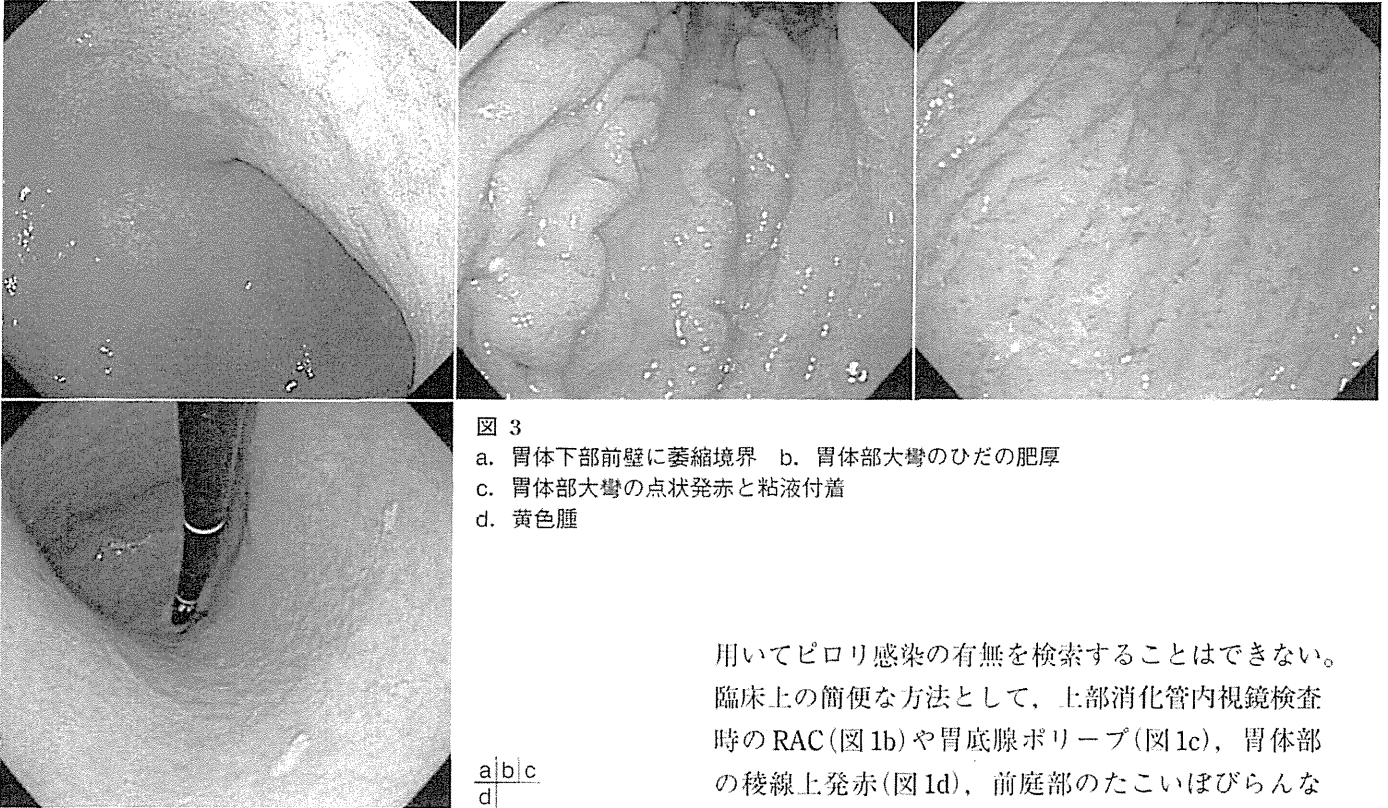 図 3
a. 胃体下部前壁に萎縮境界 b. 胃体部大彎のひだの肥厚
c. 胃体部大彎の点状発赤と粘液付着
d. 黄色腫
a|b|c
d|
用いてピロリ感染の有無を検索することはできない。
臨床上の簡便な方法として，上部消化管内視鏡検査
時のRAC(図1b)や胃底腺ポリープ(図1c)，胃体部
の稜線上発赤(図1d)，前庭部のたこいぼびらんな